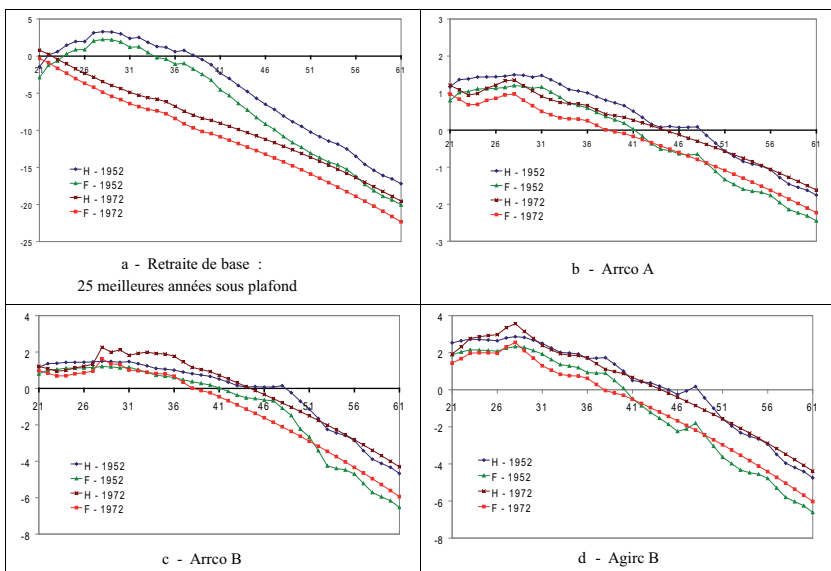 5
0
-5
-10
-15
-20
-25
21 26 31 36 41 46 51 56 61
H - 1952
F - 1952
H - 1972
F - 1972
a - Retraite de base :
25 meilleures années sous plafond
3
2
1
0
-1
-2
-3
21 26 31 36 41 46 51 56 61
H - 1952
F - 1952
H - 1972
F - 1972
b - Arrco A
4
2
0
-2
-4
-6
-8
21 26 31 36 41 46 51 56 61
H - 1952
F - 1952
H - 1972
F - 1972
c - Arrco B
4
2
0
-2
-4
-6
-8
21 26 31 36 41 46 51 56 61
H - 1952
F - 1952
H - 1972
F - 1972
d - Agirc B